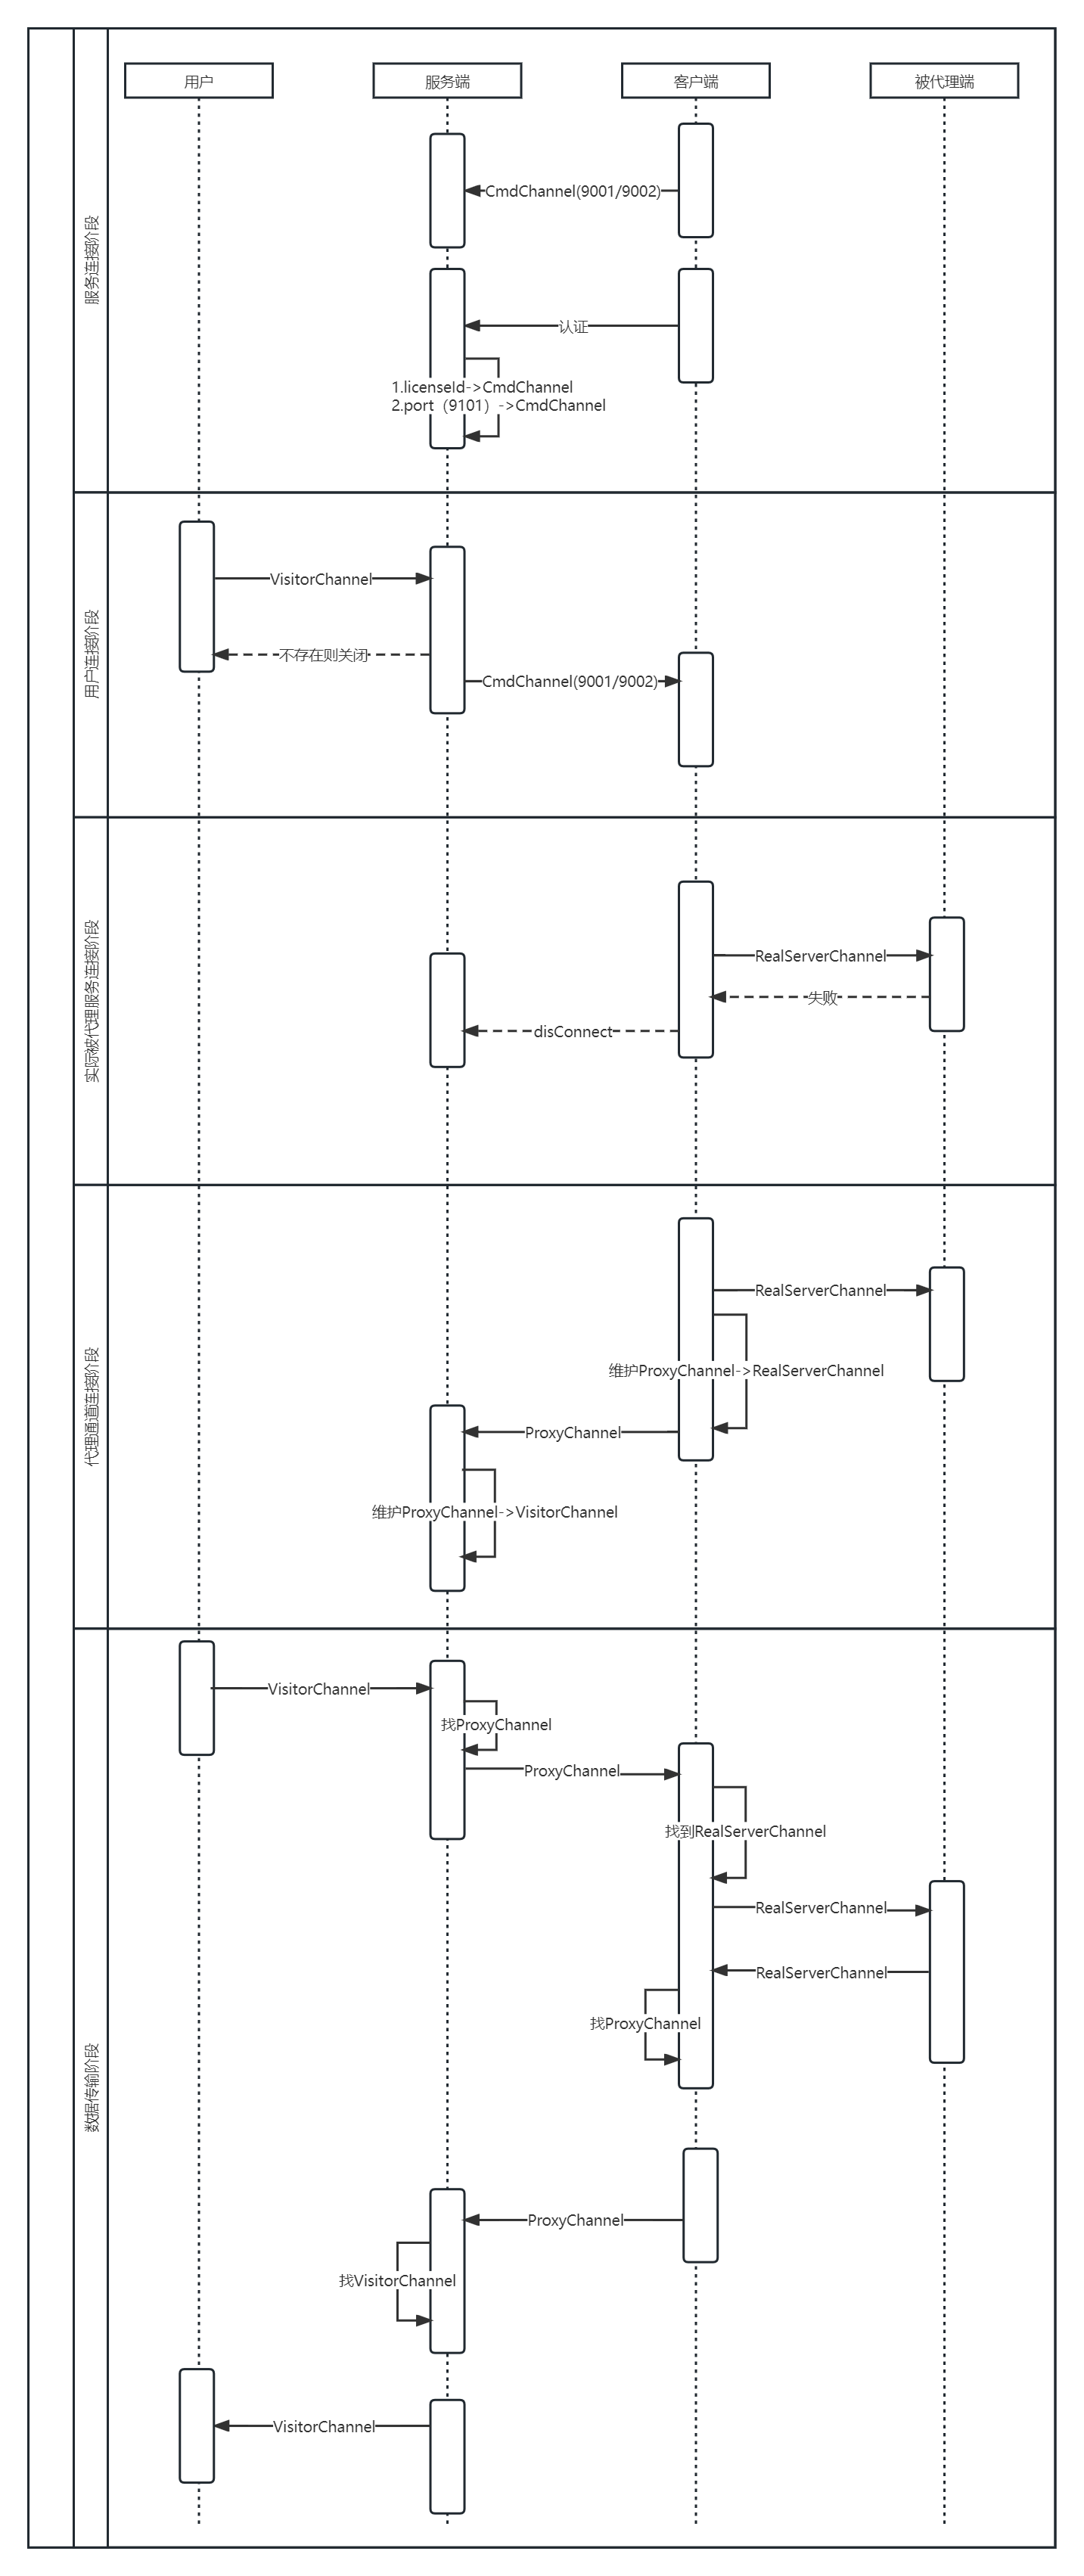 用户
服务端
客户端
被代理端
服务连接阶段
CmdChannel(9001/9002)
认证
1.licenseId->CmdChannel
2.port（9101）->CmdChannel
用户连接阶段
VisitorChannel
不存在则关闭
CmdChannel(9001/9002)
实际被代理服务连接阶段
RealServerChannel
失败
disConnect
代理通道连接阶段
RealServerChannel
维护ProxyChannel->RealServerChannel
ProxyChannel
维护ProxyChannel->VisitorChannel
数据传输阶段
VisitorChannel
找ProxyChannel
ProxyChannel
找到RealServerChannel
RealServerChannel
RealServerChannel
找ProxyChannel
ProxyChannel
找VisitorChannel
VisitorChannel